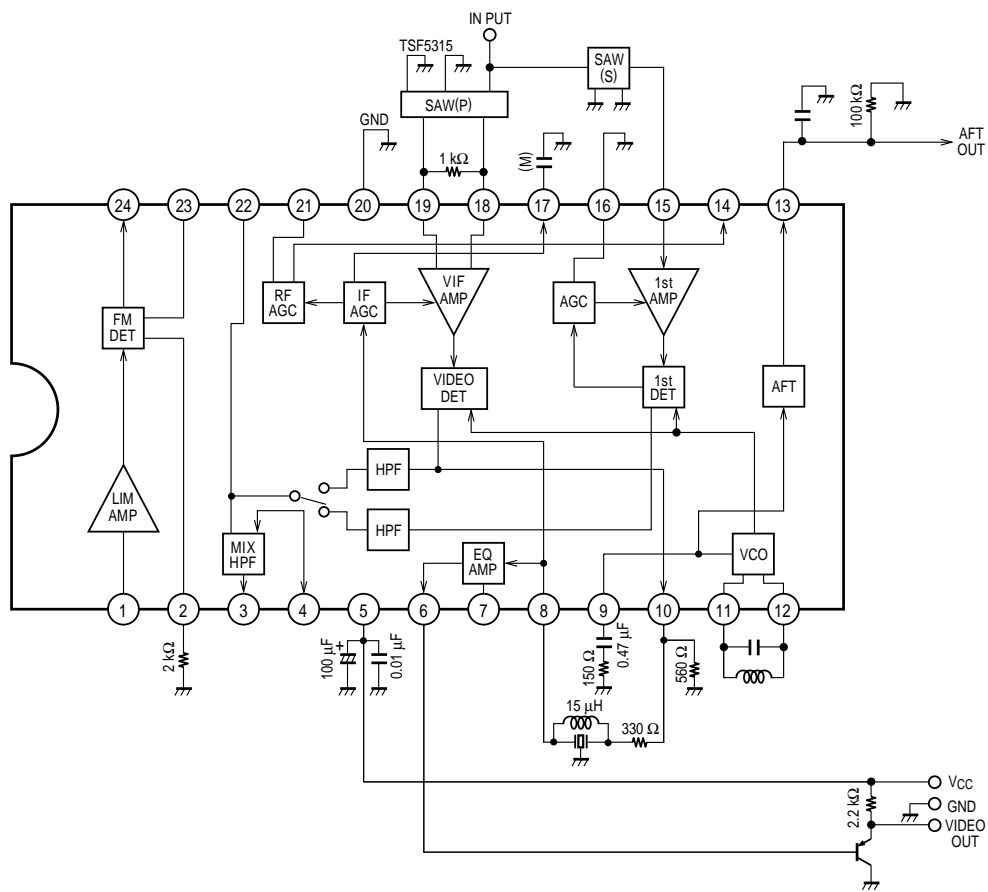 IN PUT
TSF5315
SAW
(S)
SAW(P)
GND
1 kΩ
(M)
100 kΩ
AFT
OUT
24
23
22
21
20
19
18
17
16
15
14
13
RF
AGC
IF
AGC
VIF
AMP
AGC
1st
AMP
FM
DET
VIDEO
DET
1st
DET
AFT
HPF
HPF
LIM
AMP
MIX
HPF
EQ
AMP
VCO
1
2
3
4
5
6
7
8
9
10
11
12
2 kΩ
100 μF
+
0.01 μF
150 Ω
0.47 μF
560 Ω
15 μH
330 Ω
VCC
2.2 kΩ
GND
VIDEO
OUT